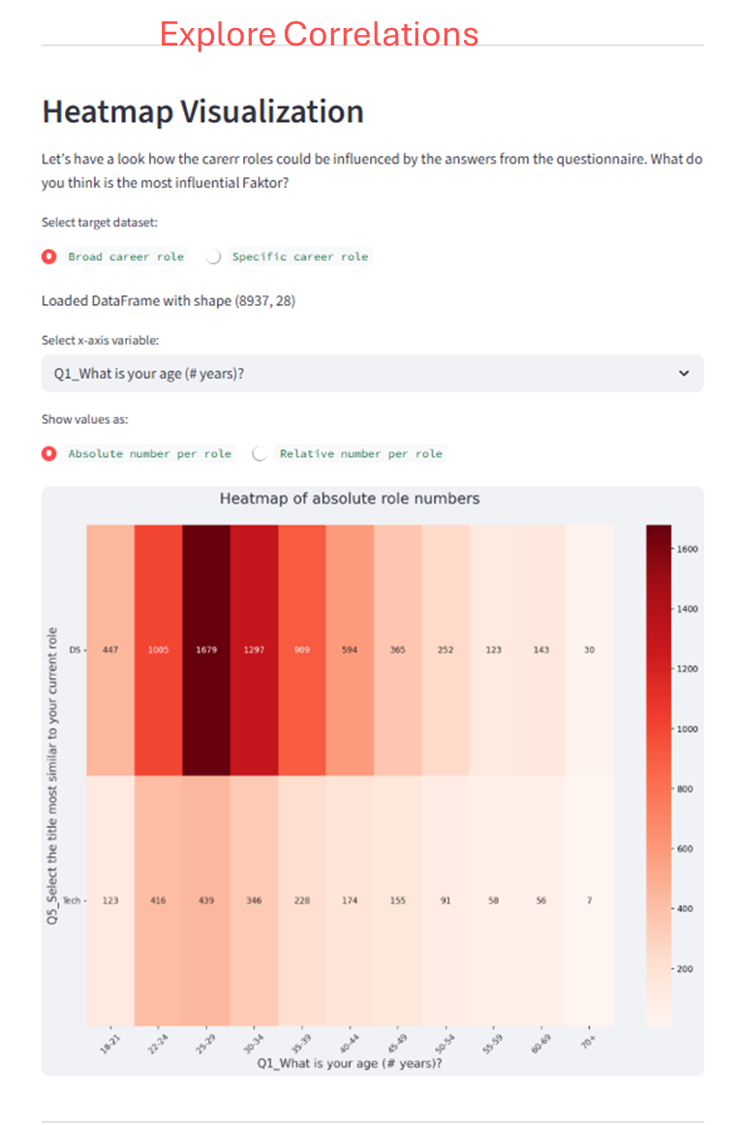 Explore Correlations
Heatmap Visualization
Let's have a look how the carerr roles could be influenced by the answers from the questionnaire. What do
you think is the most influential Faktor?
Select target dataset:
Broad career role Specific career role
Loaded DataFrame with shape (8937, 28)
Select x-axis variable:
Q1_What is your age (# years)?
Show values as:
Absolute number per role Relative number per role
Heatmap of absolute role numbers
Q5_Select the title most similar to your current role
DS 447 1005 1679 1297 909 594 365 252 123 143 30
Tech 123 416 439 346 228 174 155 91 58 56 7
18-21 22-24 25-29 30-34 35-39 40-44 45-49 50-54 55-59 60-69 70+
Q1_What is your age (# years)?
1600
1400
1200
1000
800
600
400
200